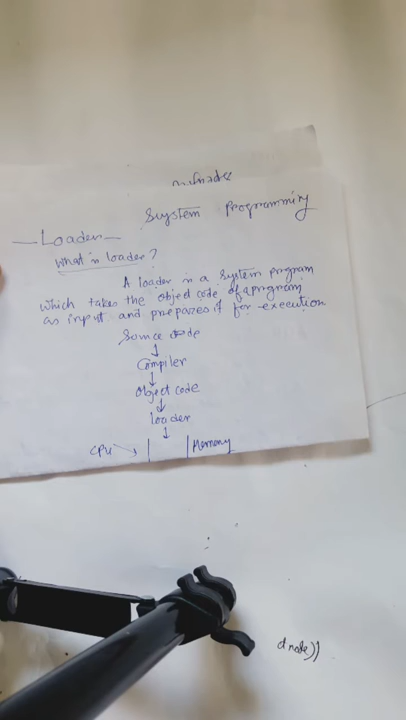 System Programming
Loader
What is loader?
A loader is a system program
which takes the object code of a program
as input and prepares it for execution
Source code
Compiler
Object code
loader
CPU
Memory